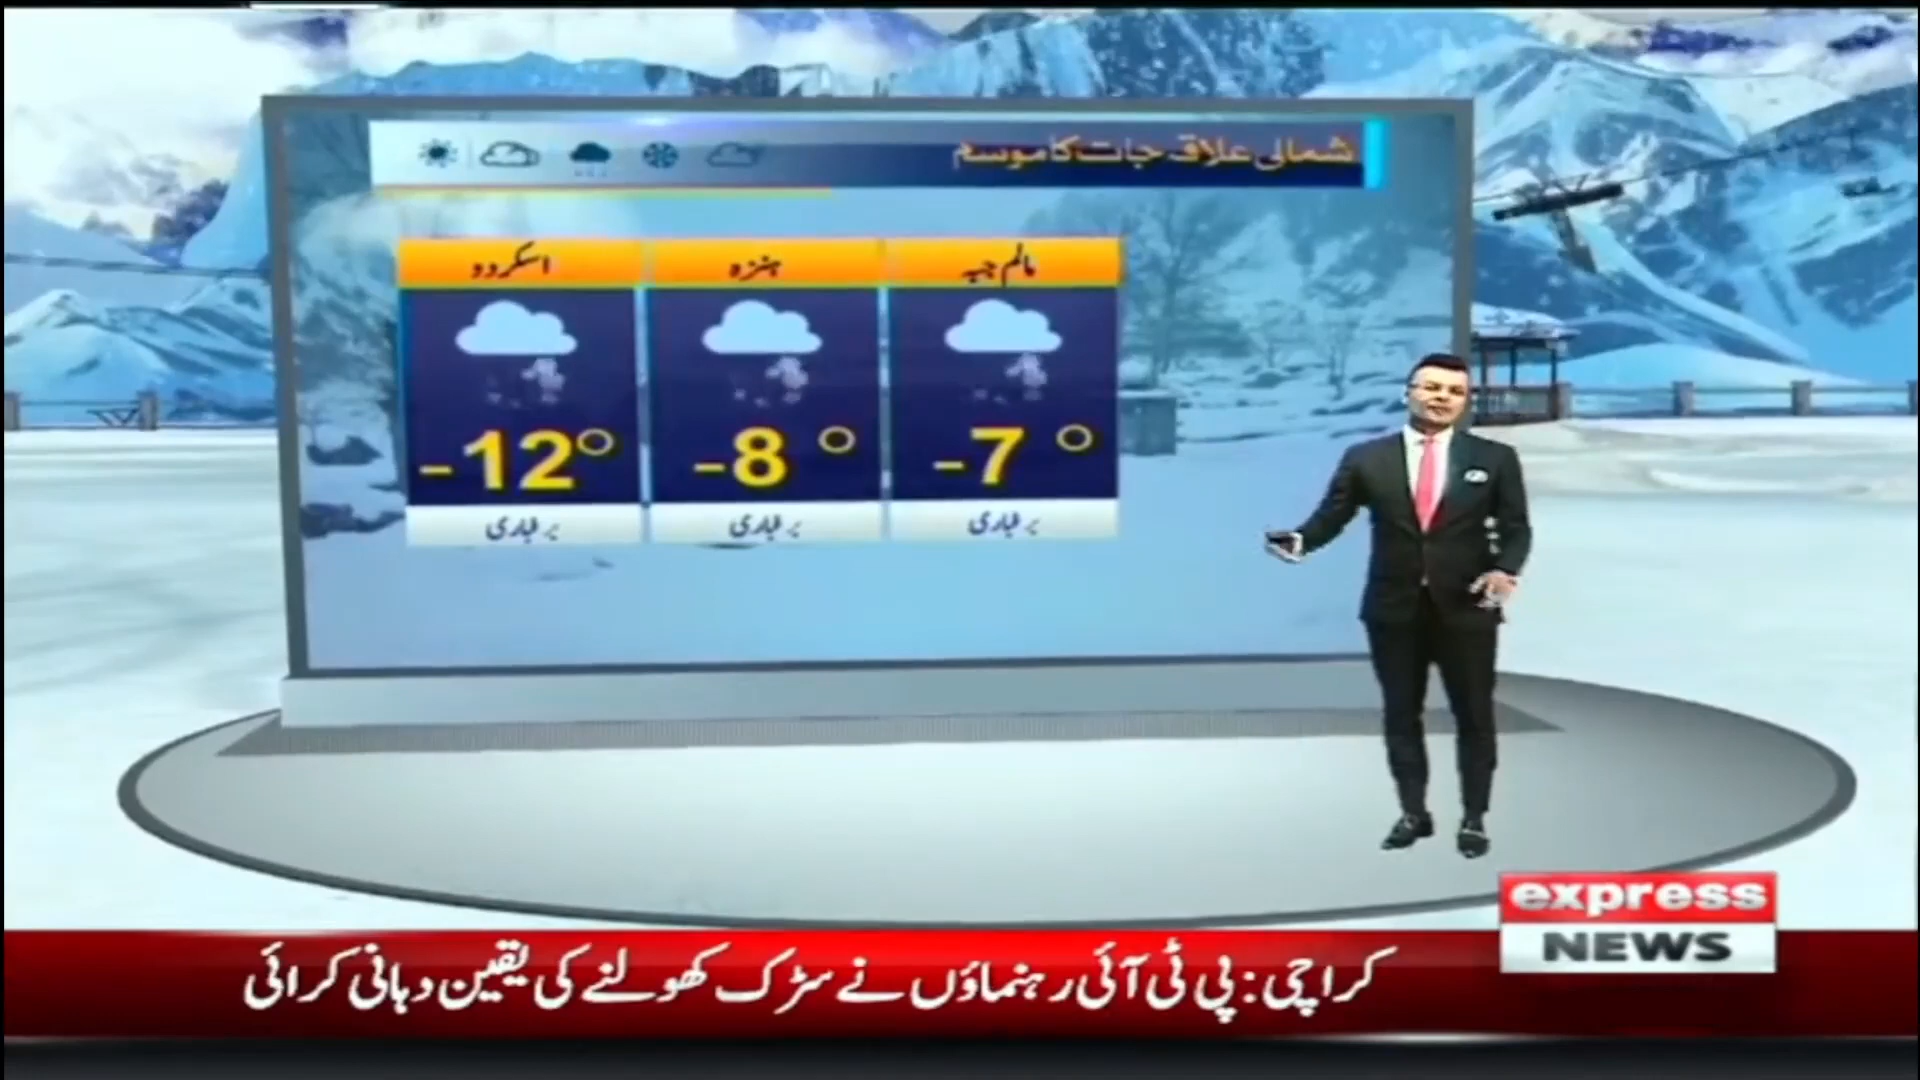 شمالی علاقہ جات کا موسم
مالم جبہ
ہنزہ
اسکردو
-7°
-8°
-12°
برفباری
برفباری
برفباری
express
NEWS
کراچی: پی ٹی آئی رہنماؤں نے سڑک کھولنے کی یقین دہانی کرائی